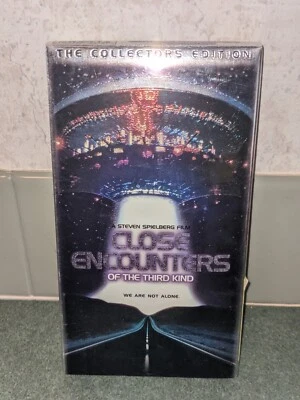 THE COLLECTOR'S EDITION
A STEVEN SPIELBERG FILM
CLOSE
ENCOUNTERS
OF THE THIRD KIND
WE ARE NOT ALONE.